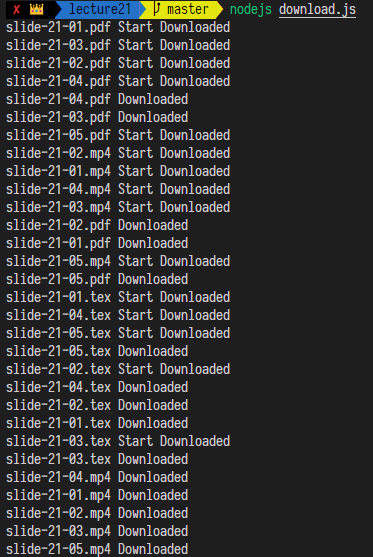 ✗ 👑 lecture21 master nodejs download.js
slide-21-01.pdf Start Downloaded
slide-21-03.pdf Start Downloaded
slide-21-02.pdf Start Downloaded
slide-21-04.pdf Start Downloaded
slide-21-04.pdf Downloaded
slide-21-03.pdf Downloaded
slide-21-05.pdf Start Downloaded
slide-21-02.mp4 Start Downloaded
slide-21-01.mp4 Start Downloaded
slide-21-04.mp4 Start Downloaded
slide-21-03.mp4 Start Downloaded
slide-21-02.pdf Downloaded
slide-21-01.pdf Downloaded
slide-21-05.mp4 Start Downloaded
slide-21-05.pdf Downloaded
slide-21-01.tex Start Downloaded
slide-21-04.tex Start Downloaded
slide-21-05.tex Start Downloaded
slide-21-05.tex Downloaded
slide-21-02.tex Start Downloaded
slide-21-04.tex Downloaded
slide-21-02.tex Downloaded
slide-21-01.tex Downloaded
slide-21-03.tex Start Downloaded
slide-21-03.tex Downloaded
slide-21-04.mp4 Downloaded
slide-21-01.mp4 Downloaded
slide-21-02.mp4 Downloaded
slide-21-03.mp4 Downloaded
slide-21-05.mp4 Downloaded